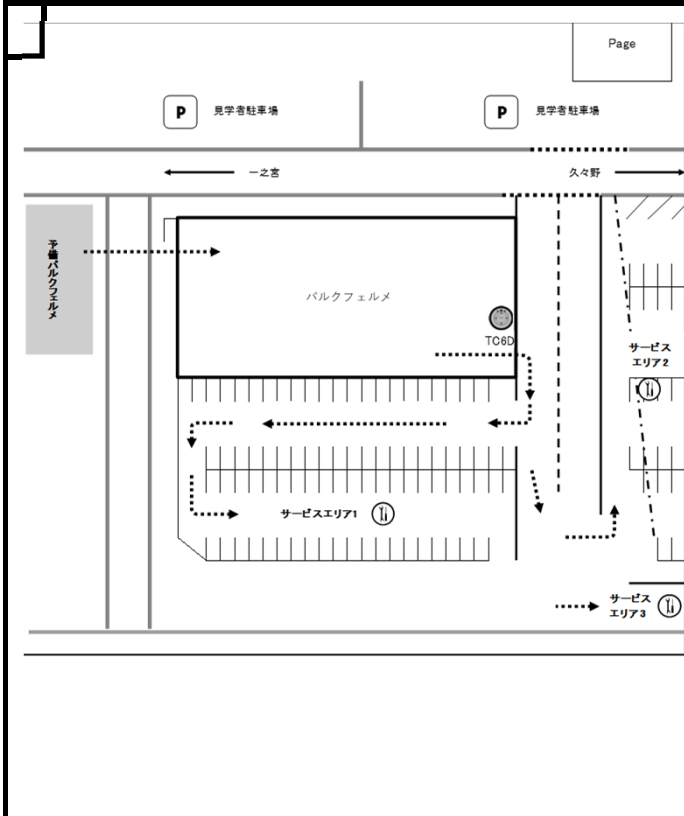 Page
P 見学者駐車場
P 見学者駐車場
一之宮
久々野
予備パルクフェルメ
パルクフェルメ
TC6D
サービス
エリア2
サービスエリア1
サービス
エリア3